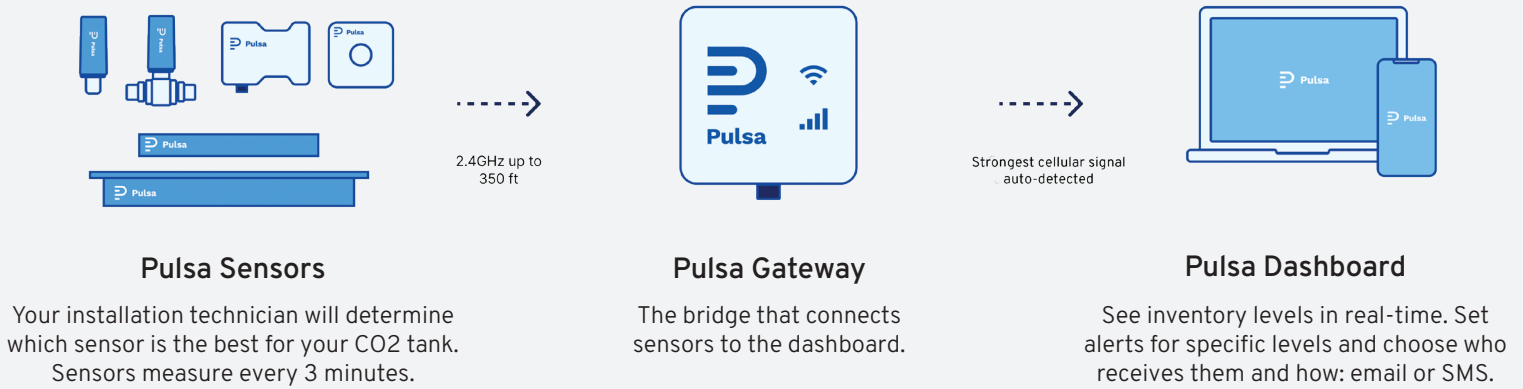 Pulsa
Pulsa
Pulsa
Pulsa
Pulsa
Pulsa
2.4GHz up to
350 ft
Pulsa
Strongest cellular signal
auto-detected
Pulsa
Pulsa
Pulsa Sensors
Your installation technician will determine
which sensor is the best for your CO2 tank.
Sensors measure every 3 minutes.
Pulsa Gateway
The bridge that connects
sensors to the dashboard.
Pulsa Dashboard
See inventory levels in real-time. Set
alerts for specific levels and choose who
receives them and how: email or SMS.